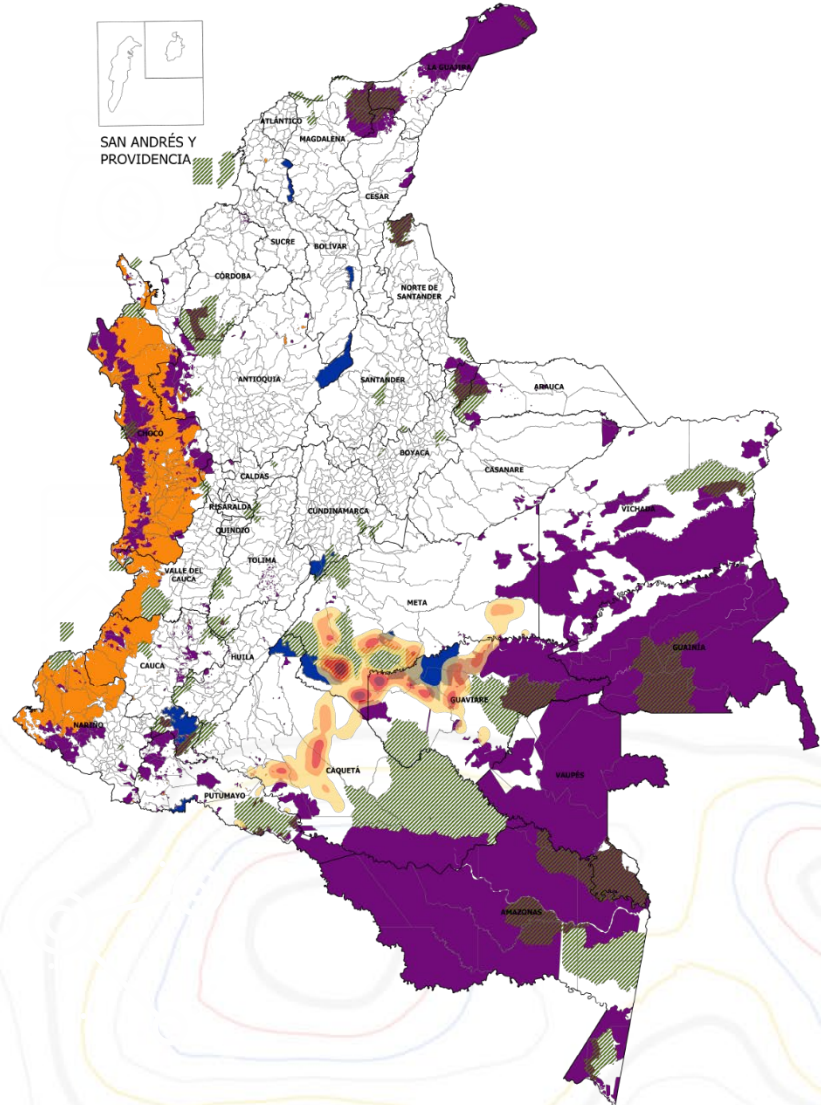 SAN ANDRÉS Y
PROVIDENCIA
LA GUAJIRA
ATLÁNTICO
MAGDALENA
CESAR
SUCRE
BOLÍVAR
CÓRDOBA
NORTE DE
SANTANDER
ANTIOQUIA
SANTANDER
ARAUCA
CHOCÓ
BOYACÁ
CASANARE
CALDAS
RISARALDA
CUNDINAMARCA
VICHADA
QUINDÍO
TOLIMA
VALLE DEL
CAUCA
META
CAUCA
HUILA
GUAINÍA
GUAVIARE
NARIÑO
CAQUETÁ
VAUPÉS
PUTUMAYO
AMAZONAS